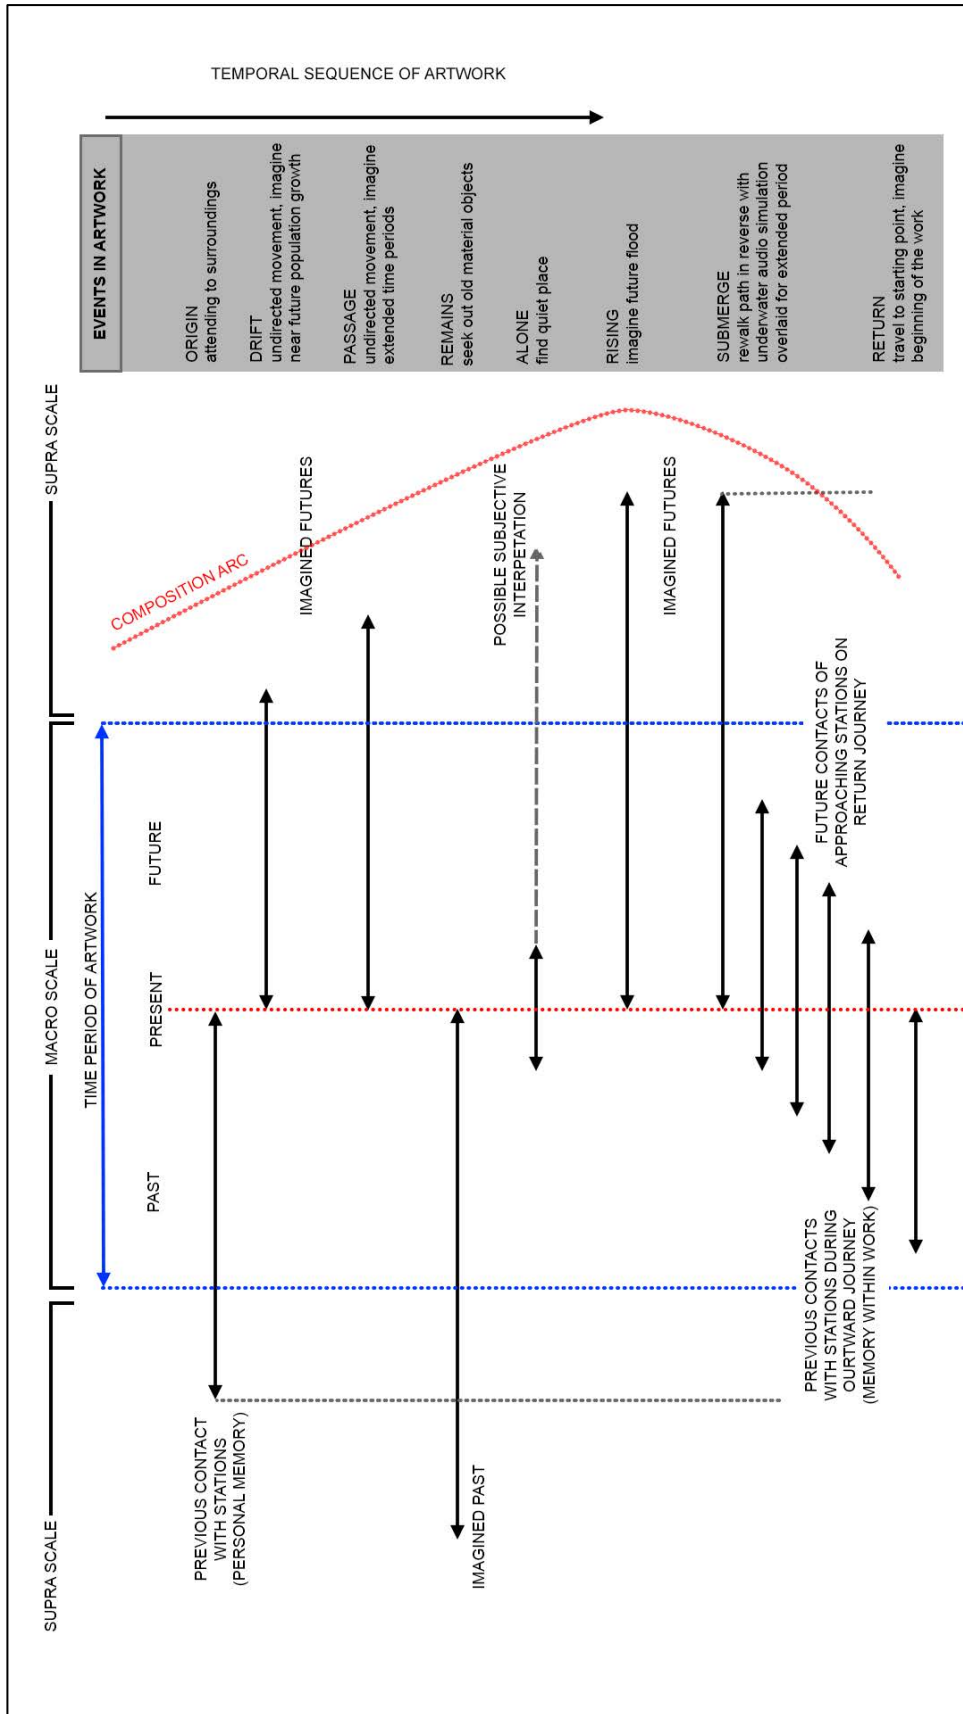 TEMPORAL SEQUENCE OF ARTWORK
EVENTS IN ARTWORK
ORIGIN
attending to surroundings
DRIFT
undirected movement, imagine
near future population growth
PASSAGE
undirected movement, imagine
extended time periods
REMAINS
seek out old material objects
ALONE
find quiet place
RISING
imagine future flood
SUBMERGE
rewalk path in reverse with
underwater audio simulation
overlaid for extended period
RETURN
travel to starting point, imagine
beginning of the work
SUPRA SCALE
COMPOSITION ARC
IMAGINED FUTURES
POSSIBLE SUBJECTIVE
INTERPETATION
IMAGINED FUTURES
MACRO SCALE
TIME PERIOD OF ARTWORK
FUTURE
PRESENT
PAST
FUTURE CONTACTS OF
APPROACHING STATIONS ON
RETURN JOURNEY
PREVIOUS CONTACTS
WITH STATIONS DURING
OURTWARD JOURNEY
(MEMORY WITHIN WORK)
SUPRA SCALE
PREVIOUS CONTACT
WITH STATIONS
(PERSONAL MEMORY)
IMAGINED PAST